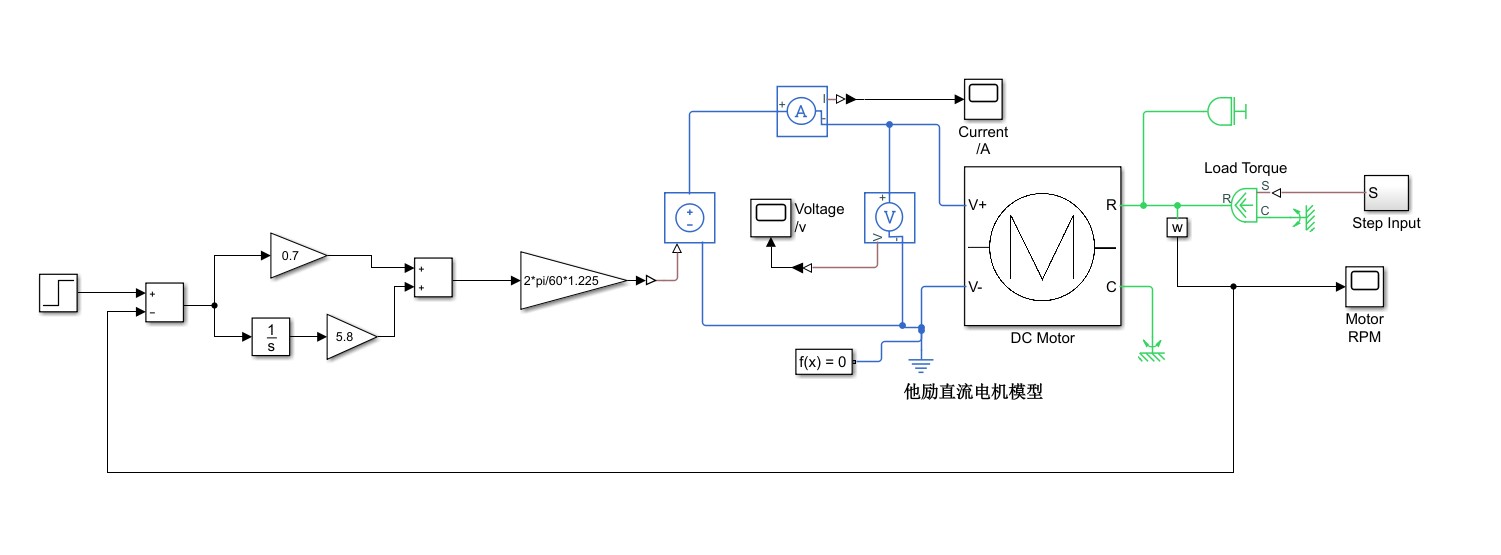 +
A
I
-
Current
/A
Load Torque
S
R
C
S
Step Input
+
-
Voltage
/v
+
V
V
-
V+
R
w
0.7
+
-
+
+
2*pi/60*1.225
1
s
5.8
V-
C
Motor
RPM
DC Motor
f(x) = 0
他励直流电机模型